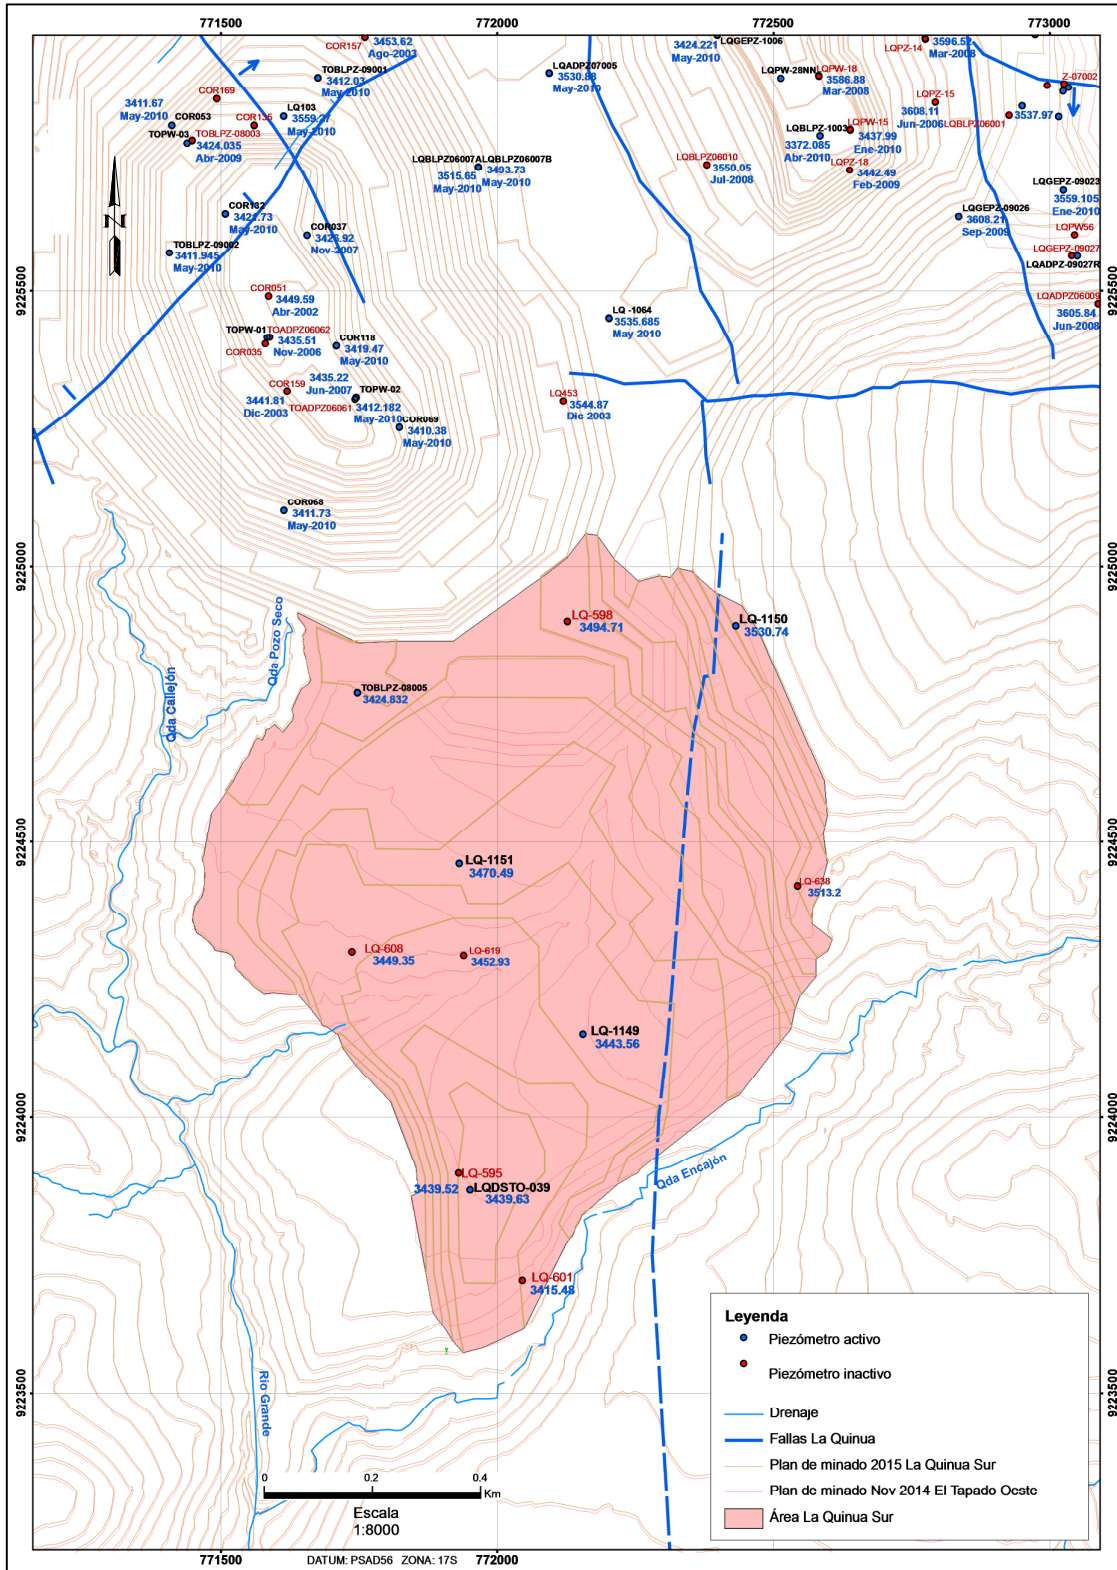 771500
772000
772500
773000
COR157
3453.62
Ago-2003
TOBLPZ-09001
3412.03
May-2010
COR169
3411.67
May-2010
COR053
LQ103
3559.27
May-2010
COR135
TOPW-03
TOBLPZ-08003
3424.035
Abr-2009
LQADPZ07005
3530.88
May-2010
3424.221
May-2010
LQGEPZ-1006
LQPW-28NN
LQPW-18
3586.88
Mar-2008
LQPZ-14
3596.52
Mar-2008
LQPZ-15
3608.11
Jun-2006
LQBLPZ06001
3537.97
Z-07002
LQBLPZ-1003
3372.085
Abr-2010
LQPW-15
3437.99
Ene-2010
LQPZ-18
3442.49
Feb-2009
LQBLPZ06007A
LQBLPZ06007B
3515.65
May-2010
3493.73
May-2010
LQBLPZ06010
3550.05
Jul-2008
LQGEPZ-09023
3559.105
Ene-2010
LQGEPZ-09026
3608.21
Sep-2009
LQPW56
LQGEPZ-09027
LQADPZ-09027R
LQADPZ06009
3605.84
Jun-2008
N
COR132
3421.73
May-2010
COR037
3426.92
Nov-2007
TOBLPZ-09002
3411.945
May-2010
COR051
3449.59
Abr-2002
LQ -1064
3535.685
May-2010
TOPW-01
TOADPZ06062
3435.51
Nov-2006
COR035
COR118
3419.47
May-2010
3435.22
Jun-2007
COR159
3441.81
Dic-2003
TOADPZ06061
TOPW-02
3412.182
May-2010
COR069
3410.38
May-2010
LQ453
3544.87
Dic-2003
COR068
3411.73
May-2010
9225500
9225500
9225000
9225000
Qda Pozo Seco
Qda Callejón
LQ-598
3494.71
LQ-1150
3530.74
TOBLPZ-08005
3424.832
9224500
9224500
LQ-1151
3470.49
LQ-638
3513.2
LQ-608
3449.35
LQ-619
3452.93
LQ-1149
3443.56
9224000
9224000
LQ-595
3439.52
LQDSTO-039
3439.63
Qda Encajón
LQ-601
3415.48
9223500
9223500
Río Grande
Leyenda
Piezómetro activo
Piezómetro inactivo
Drenaje
Fallas La Quinua
Plan de minado 2015 La Quinua Sur
Plan de minado Nov 2014 El Tapado Oeste
Área La Quinua Sur
0
0.2
0.4
Km
Escala
1:8000
DATUM: PSAD56 ZONA: 17S
771500
772000